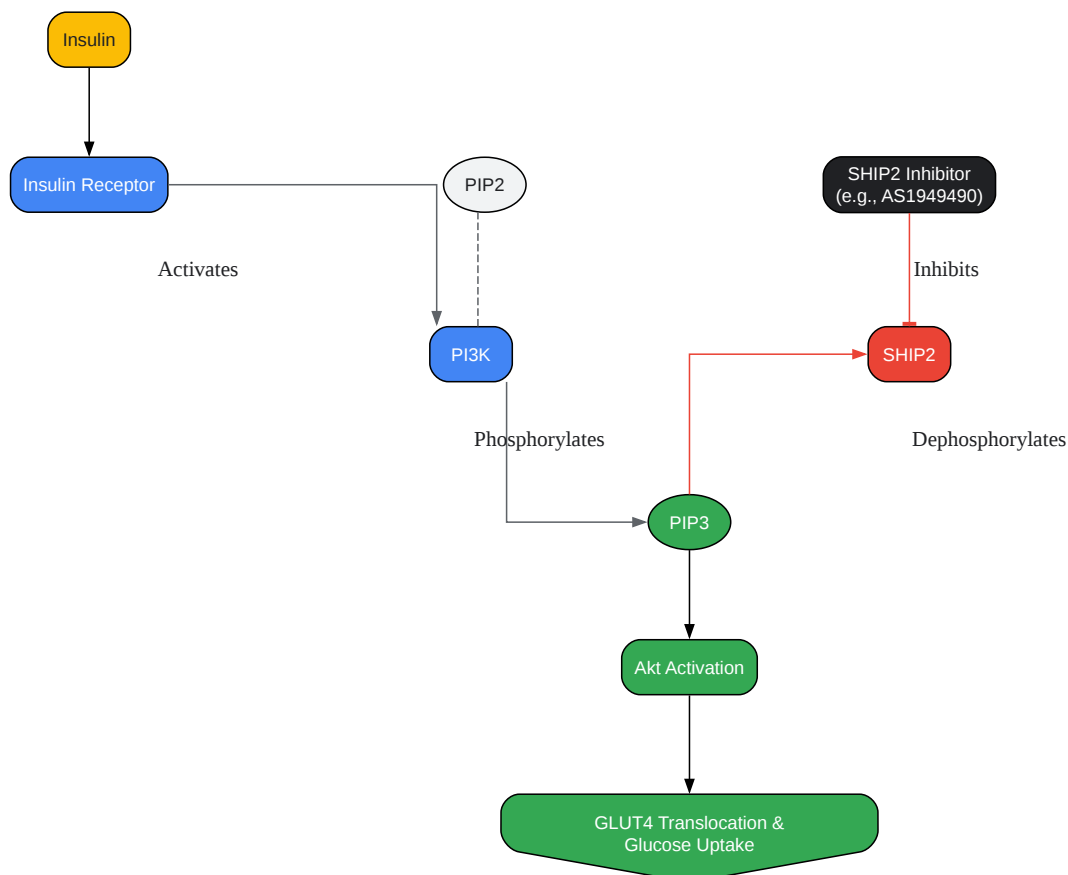 Insulin
Insulin Receptor
PIP2
SHIP2 Inhibitor
(e.g., AS1949490)
Activates
Inhibits
PI3K
SHIP2
Phosphorylates
Dephosphorylates
PIP3
Akt Activation
GLUT4 Translocation &
Glucose Uptake